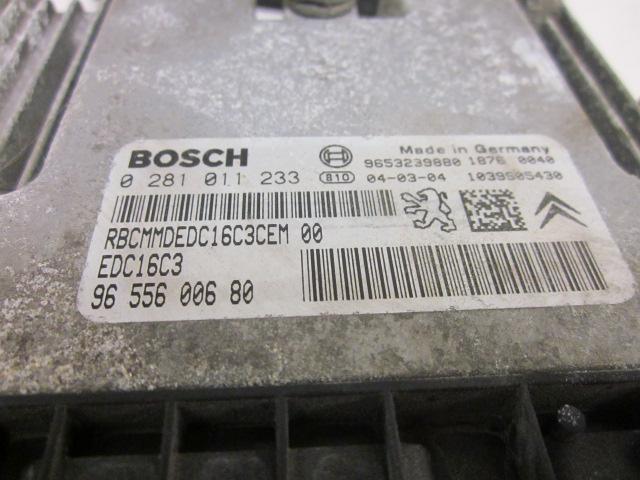 BOSCH
Made in Germany
9653239880 1876 0040
0 281 011 233 810 04-03-04 1039S05430
RBCMMDEDC16C3CEM 00
EDC16C3
96 556 006 80